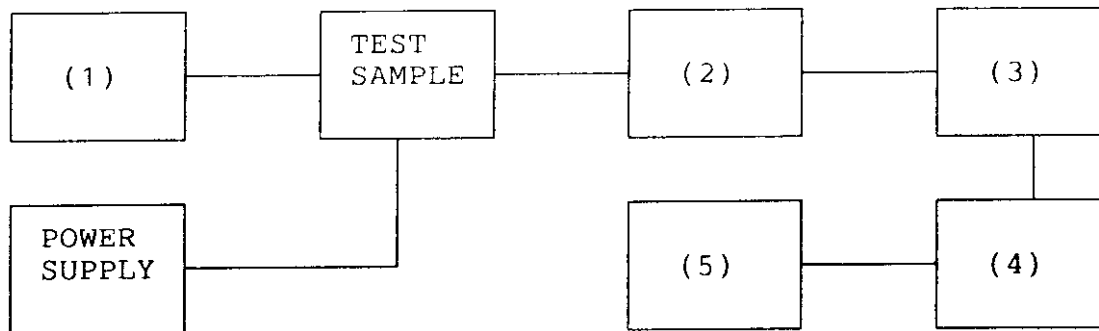 (1)
TEST
SAMPLE
(2)
(3)
POWER
SUPPLY
(5)
(4)